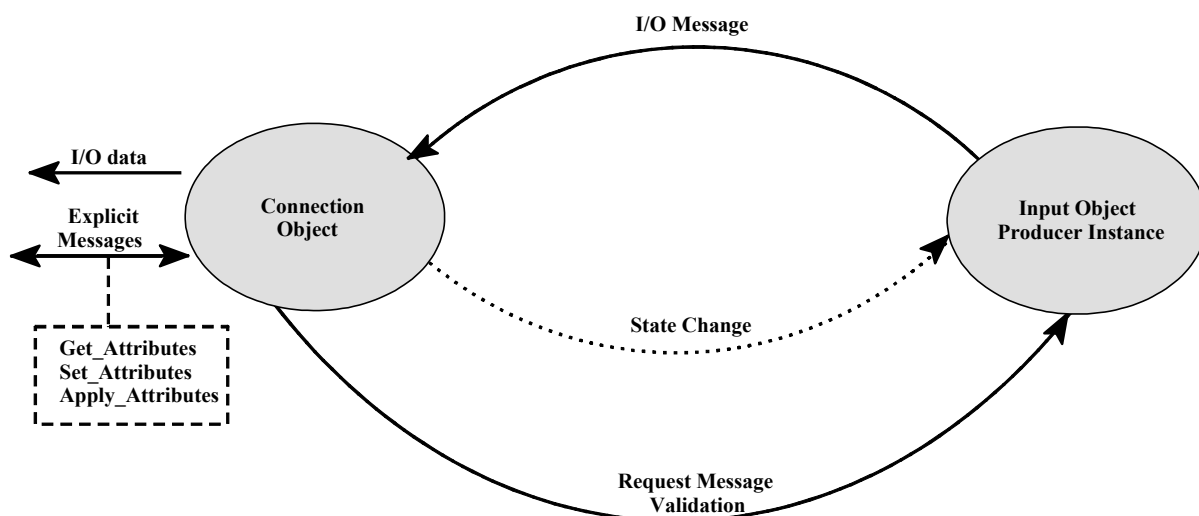 I/O Message
I/O data
Explicit
Messages
Connection
Object
Input Object
Producer Instance
State Change
Get_Attributes
Set_Attributes
Apply_Attributes
Request Message
Validation